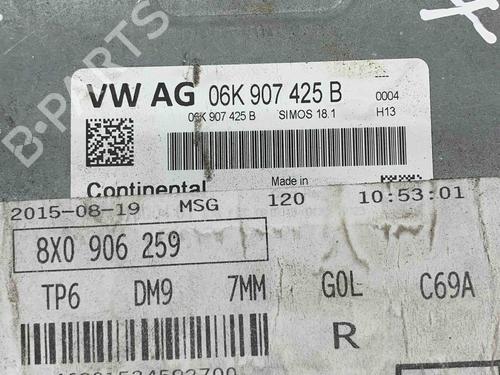 B-PARTS
VW AG 06K 907 425 B 0004
06K 907 425 B SIMOS 18.1 H13
Continental Made in
2015-08-19 MSG 120 10:53:01
8X0 906 259
TP6 DM9 7MM G0L C69A
R